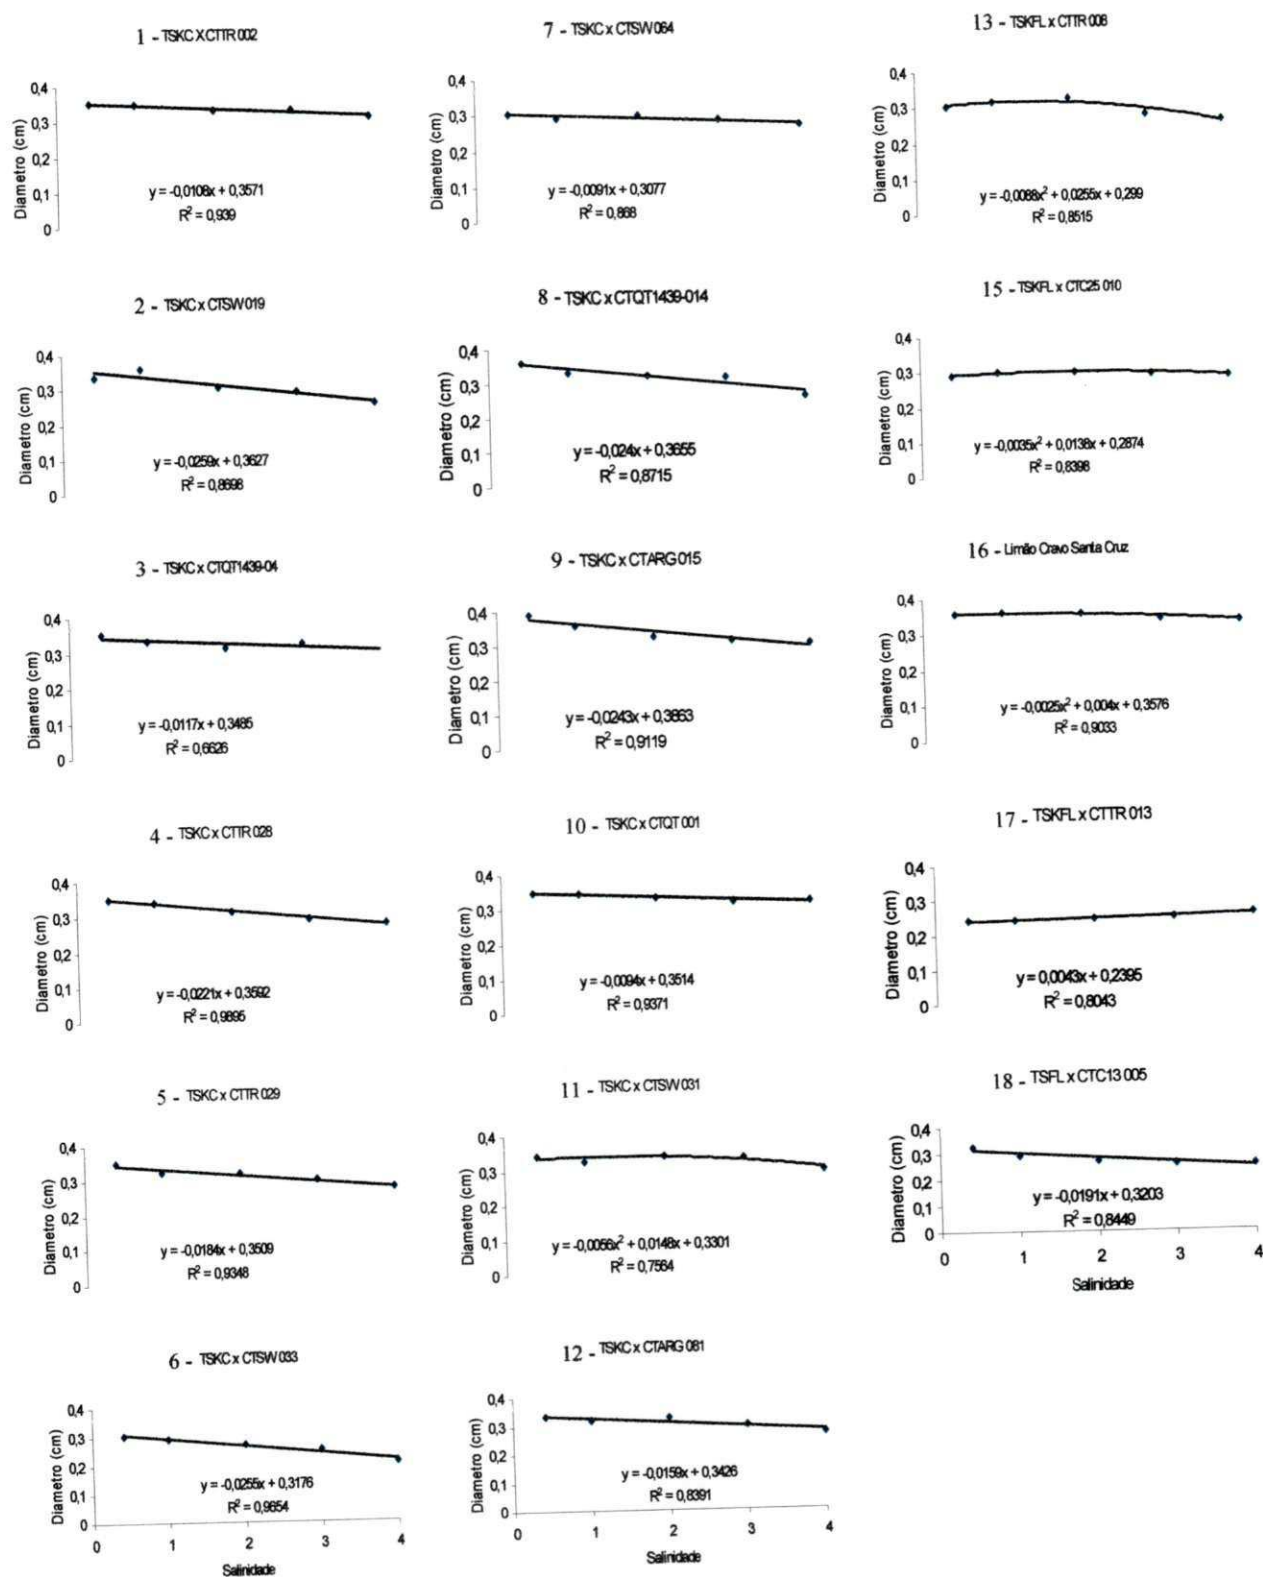 1 - TSKC X CTTR 002
0,4
0,3
0,2
0,1
0
Diametro (cm)
y = -0,0108x + 0,3571
R² = 0,939
2 - TSKC x CTSW 019
0,4
0,3
0,2
0,1
0
Diametro (cm)
y = -0,0259x + 0,3627
R² = 0,8698
3 - TSKC x CTQT1439-04
0,4
0,3
0,2
0,1
0
Diametro (cm)
y = -0,0117x + 0,3485
R² = 0,6626
4 - TSKC x CTTR 028
0,4
0,3
0,2
0,1
0
Diametro (cm)
y = -0,0221x + 0,3592
R² = 0,9895
5 - TSKC x CTTR 029
0,4
0,3
0,2
0,1
0
Diametro (cm)
y = -0,0184x + 0,3509
R² = 0,9348
6 - TSKC x CTSW 033
0,4
0,3
0,2
0,1
0
Diametro (cm)
y = -0,0255x + 0,3176
R² = 0,9654
0 1 2 3 4
Salinidade
7 - TSKC x CTSW 064
0,4
0,3
0,2
0,1
0
Diametro (cm)
y = -0,0091x + 0,3077
R² = 0,868
8 - TSKC x CTQT1439-014
0,4
0,3
0,2
0,1
0
Diametro (cm)
y = -0,024x + 0,3655
R² = 0,8715
9 - TSKC x CTARG 015
0,4
0,3
0,2
0,1
0
Diametro (cm)
y = -0,0243x + 0,3863
R² = 0,9119
10 - TSKC x CTQT 001
0,4
0,3
0,2
0,1
0
Diametro (cm)
y = -0,0094x + 0,3514
R² = 0,9371
11 - TSKC x CTSW 031
0,4
0,3
0,2
0,1
0
Diametro (cm)
y = -0,0056x² + 0,0148x + 0,3301
R² = 0,7564
12 - TSKC x CTARG 081
0,4
0,3
0,2
0,1
0
Diametro (cm)
y = -0,0159x + 0,3426
R² = 0,8391
0 1 2 3 4
Salinidade
13 - TSKFL x CTTR 008
0,4
0,3
0,2
0,1
0
Diametro (cm)
y = -0,0088x² + 0,0255x + 0,299
R² = 0,8515
15 - TSKFL x CTC25 010
0,4
0,3
0,2
0,1
0
Diametro (cm)
y = -0,0035x² + 0,0138x + 0,2874
R² = 0,8398
16 - Limão Cravo Santa Cruz
0,4
0,3
0,2
0,1
0
Diametro (cm)
y = -0,0025x² + 0,004x + 0,3576
R² = 0,9033
17 - TSKFL x CTTR 013
0,4
0,3
0,2
0,1
0
Diametro (cm)
y = 0,0043x + 0,2395
R² = 0,8043
18 - TSFL x CTC13 005
0,4
0,3
0,2
0,1
0
Diametro (cm)
y = -0,0191x + 0,3203
R² = 0,8449
0 1 2 3 4
Salinidade